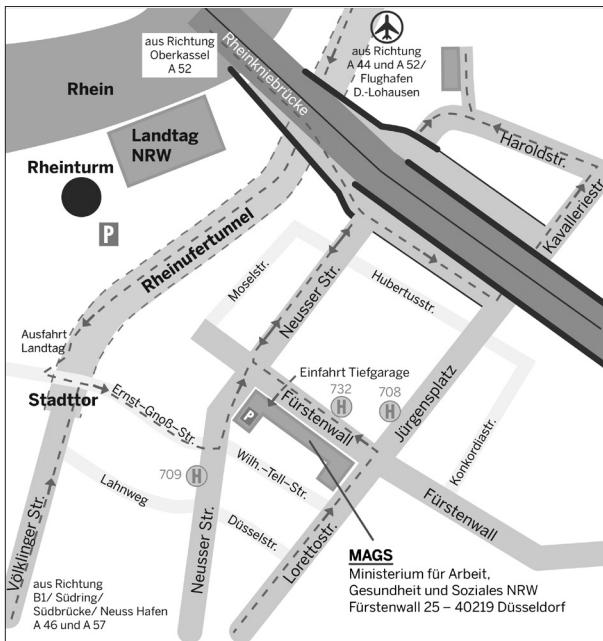 aus Richtung
Oberkassel
A 52
aus Richtung
A 44 und A 52/
Flughafen
D.-Lohausen
Rheinkniebrücke
Rhein
Landtag
NRW
Haroldstr.
Rheinturm
P
Kavalleriestr.
Rheinufertunnel
Moselstr.
Neusser Str.
Hubertusstr.
Ausfahrt
Landtag
Einfahrt Tiefgarage
732
H
708
H
Jürgensplatz
Stadttor
Ernst-Gnoß-Str.
P
Fürstenwall
Konkordiastr.
709
H
Wilh.-Tell-Str.
Lahnweg
Völklinger Str.
Neusser Str.
Düsselstr.
Lorettostr.
Fürstenwall
MAGS
Ministerium für Arbeit,
Gesundheit und Soziales NRW
Fürstenwall 25 – 40219 Düsseldorf
aus Richtung
B1/ Südring/
Südbrücke/ Neuss Hafen
A 46 und A 57